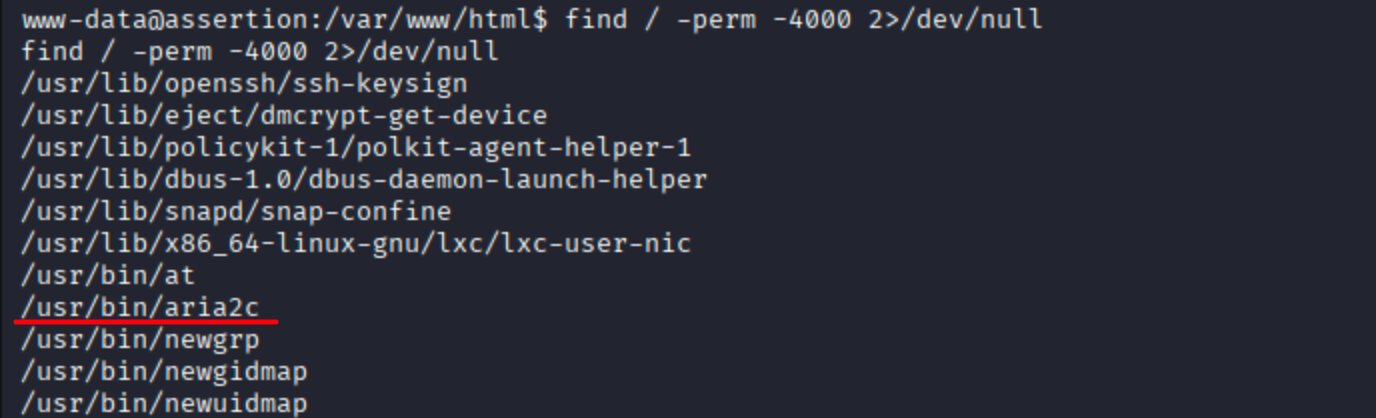 www-data@assertion:/var/www/html$ find / -perm -4000 2>/dev/null
find / -perm -4000 2>/dev/null
/usr/lib/openssh/ssh-keysign
/usr/lib/eject/dmcrypt-get-device
/usr/lib/policykit-1/polkit-agent-helper-1
/usr/lib/dbus-1.0/dbus-daemon-launch-helper
/usr/lib/snapd/snap-confine
/usr/lib/x86_64-linux-gnu/lxc/lxc-user-nic
/usr/bin/at
/usr/bin/aria2c
/usr/bin/newgrp
/usr/bin/newgidmap
/usr/bin/newuidmap